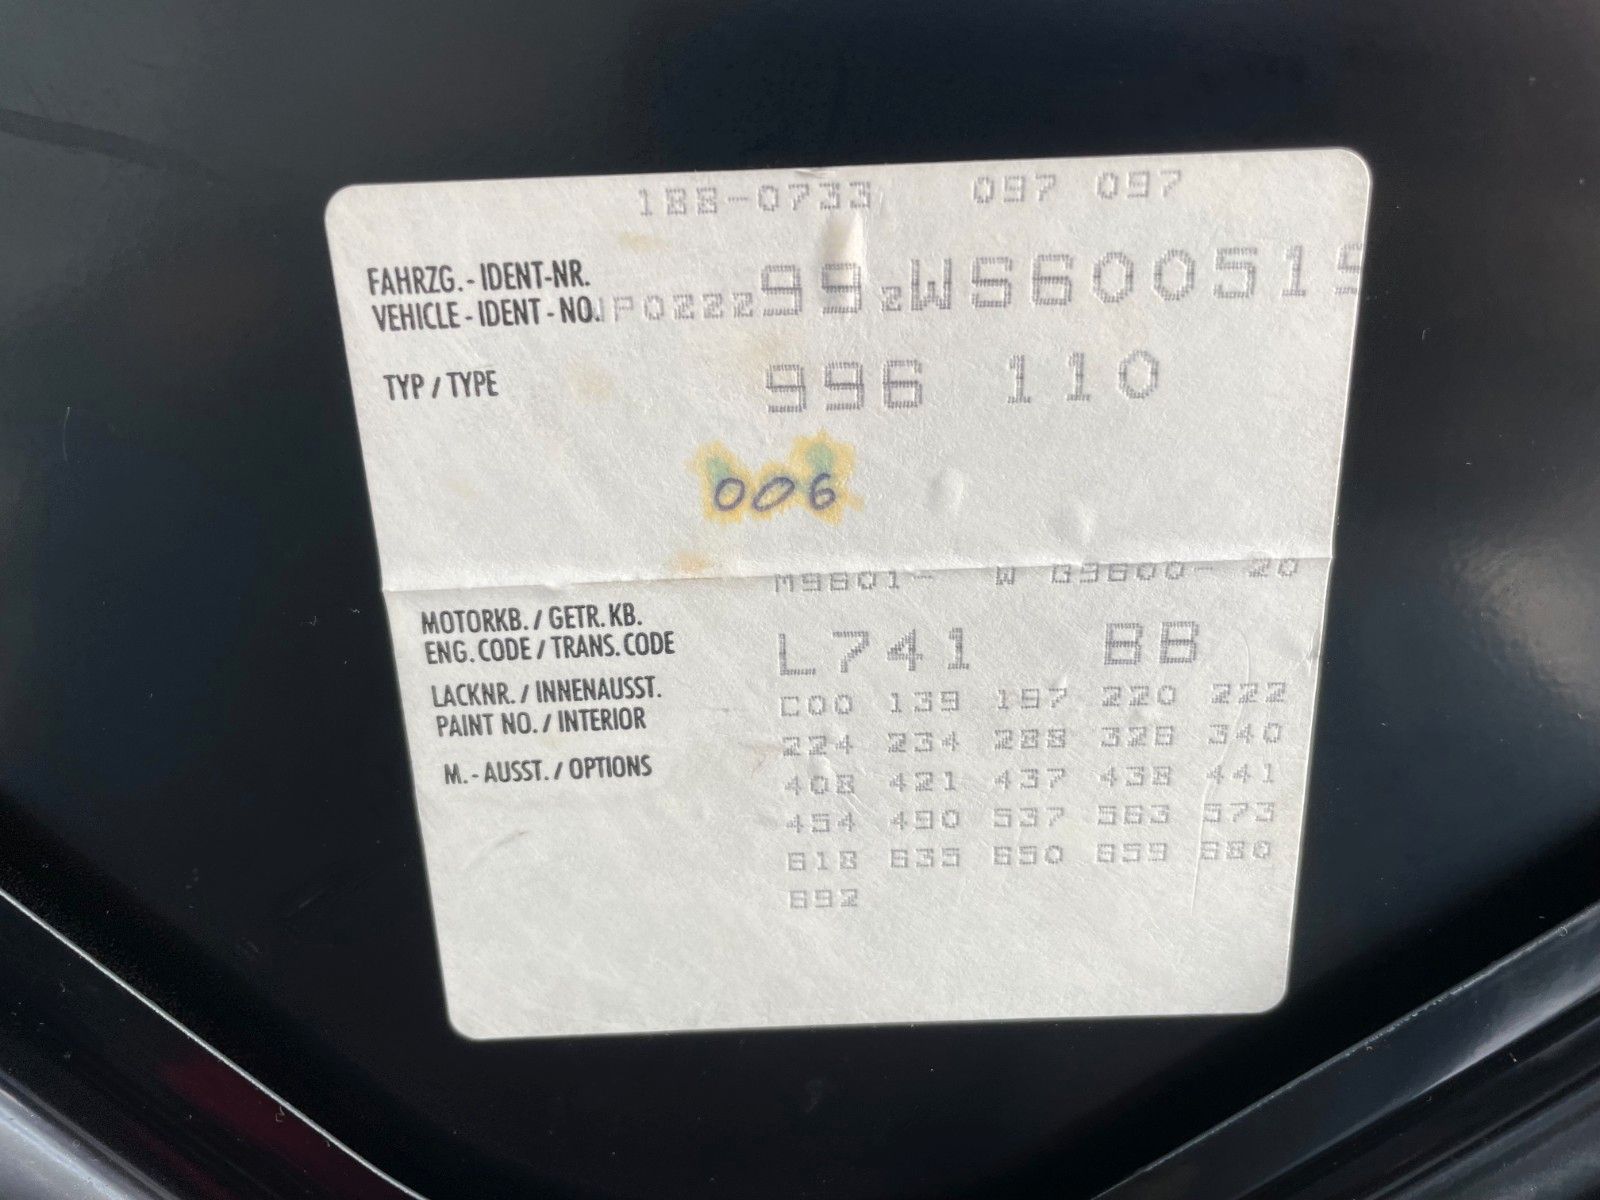 188-0733 097 097
FAHRZG.-IDENT-NR.
VEHICLE-IDENT-NO. WP0ZZZ99ZWS600519
TYP / TYPE 996 110
006
M9601- W G9600- 20
MOTORKB. / GETR. KB.
ENG. CODE / TRANS. CODE L741 BB
LACKNR. / INNENAUSST. C00 139 197 220 222
PAINT NO. / INTERIOR 224 234 288 328 340
M.-AUSST. / OPTIONS 408 421 437 438 441
454 490 537 563 573
618 635 650 659 680
692